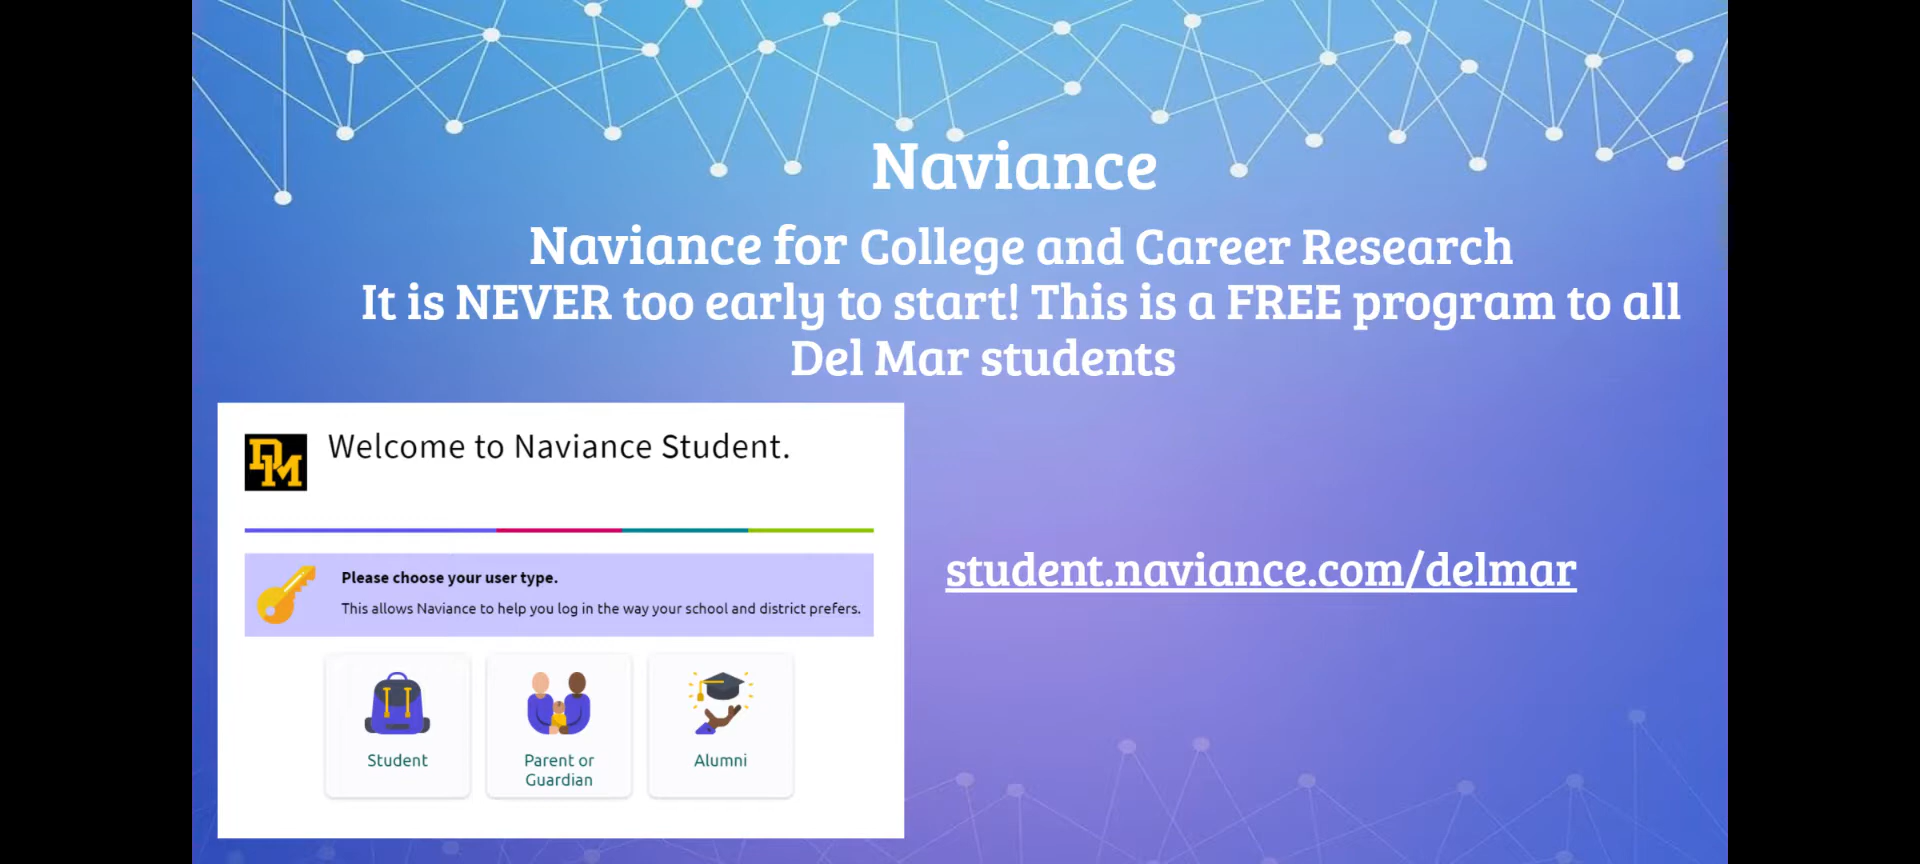 Naviance
Naviance for College and Career Research
It is NEVER too early to start! This is a FREE program to all
Del Mar students
DM
Welcome to Naviance Student.
Please choose your user type.
This allows Naviance to help you log in the way your school and district prefers.
student.naviance.com/delmar
Student
Parent or
Guardian
Alumni